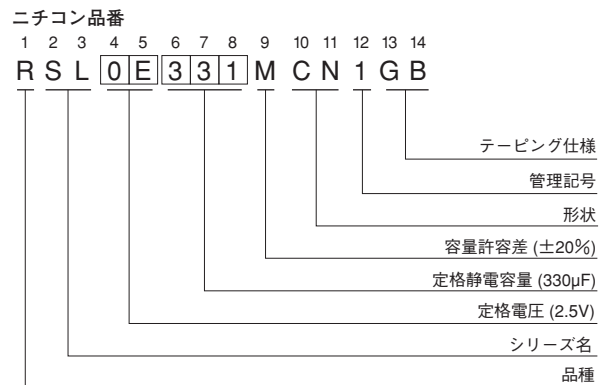 ニチコン品番
1 2 3 4 5 6 7 8 9 10 11 12 13 14
R S L 0 E 3 3 1 M C N 1 G B
テーピング仕様
管理記号
形状
容量許容差 (±20%)
定格静電容量 (330µF)
定格電圧 (2.5V)
シリーズ名
品種